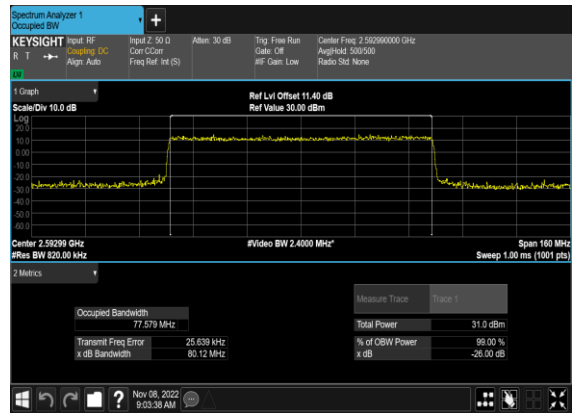 Spectrum Analyzer 1
Occupied BW
+
KEYSIGHT
R T
Input: RF
Coupling: DC
Align: Auto
Input Z: 50 Ω
Corr CCorr
Freq Ref: Int (S)
Atten: 30 dB
Trig: Free Run
Gate: Off
#IF Gain: Low
Center Freq: 2.592990000 GHz
Avg|Hold: 500/500
Radio Std: None
1 Graph
Scale/Div 10.0 dB
Ref Lvl Offset 11.40 dB
Ref Value 30.00 dBm
Log
20.0
10.0
0.00
-10.0
-20.0
-30.0
-40.0
-50.0
-60.0
Center 2.59299 GHz
#Res BW 820.00 kHz
#Video BW 2.4000 MHz*
Span 160 MHz
Sweep 1.00 ms (1001 pts)
2 Metrics
Measure Trace Trace 1
Occupied Bandwidth
77.579 MHz
Total Power 31.0 dBm
Transmit Freq Error 25.639 kHz
% of OBW Power 99.00 %
x dB Bandwidth 80.12 MHz
x dB -26.00 dB
?
Nov 08, 2022
9:03:38 AM